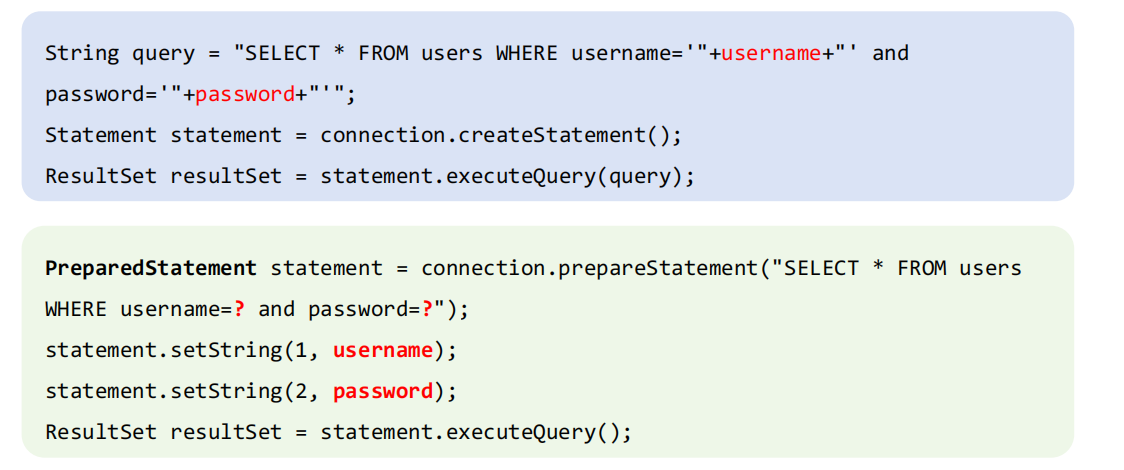 String query = "SELECT * FROM users WHERE username='"+username+"' and
password='"+password+"'";
Statement statement = connection.createStatement();
ResultSet resultSet = statement.executeQuery(query);
PreparedStatement statement = connection.prepareStatement("SELECT * FROM users
WHERE username=? and password=?");
statement.setString(1, username);
statement.setString(2, password);
ResultSet resultSet = statement.executeQuery();